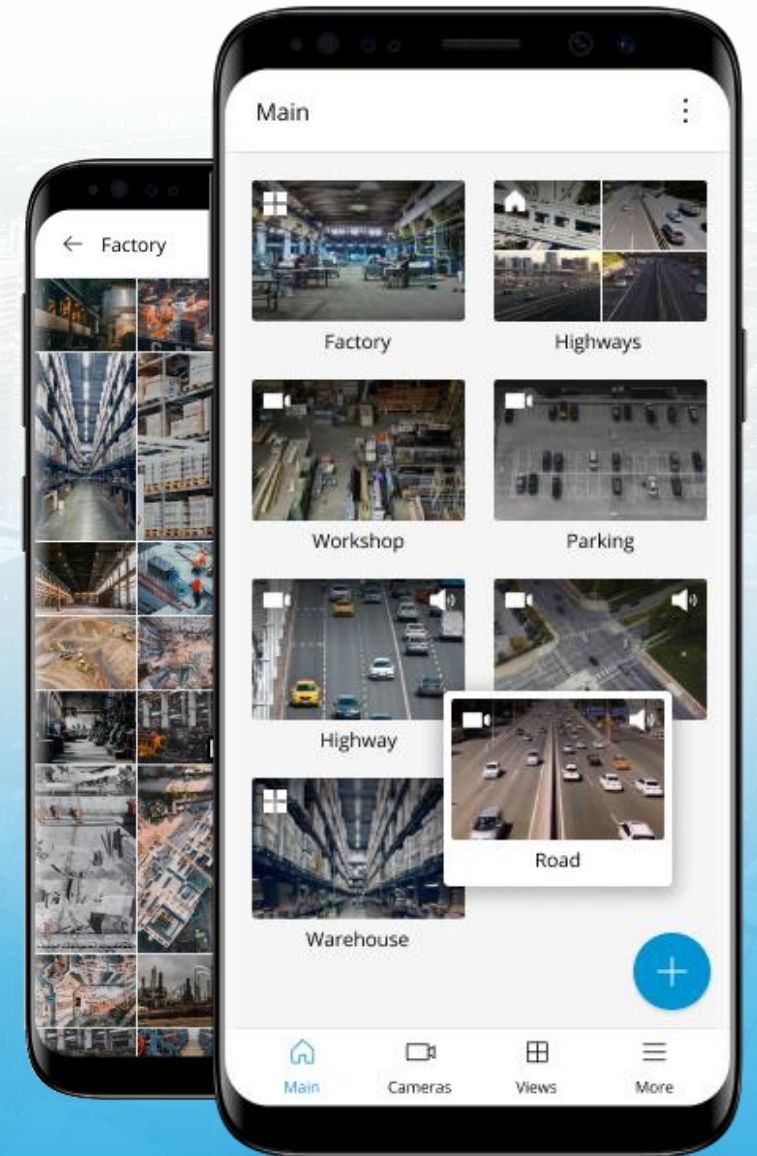 Main
Factory
Factory
Highways
Workshop
Parking
Highway
Road
Warehouse
Main
Cameras
Views
More